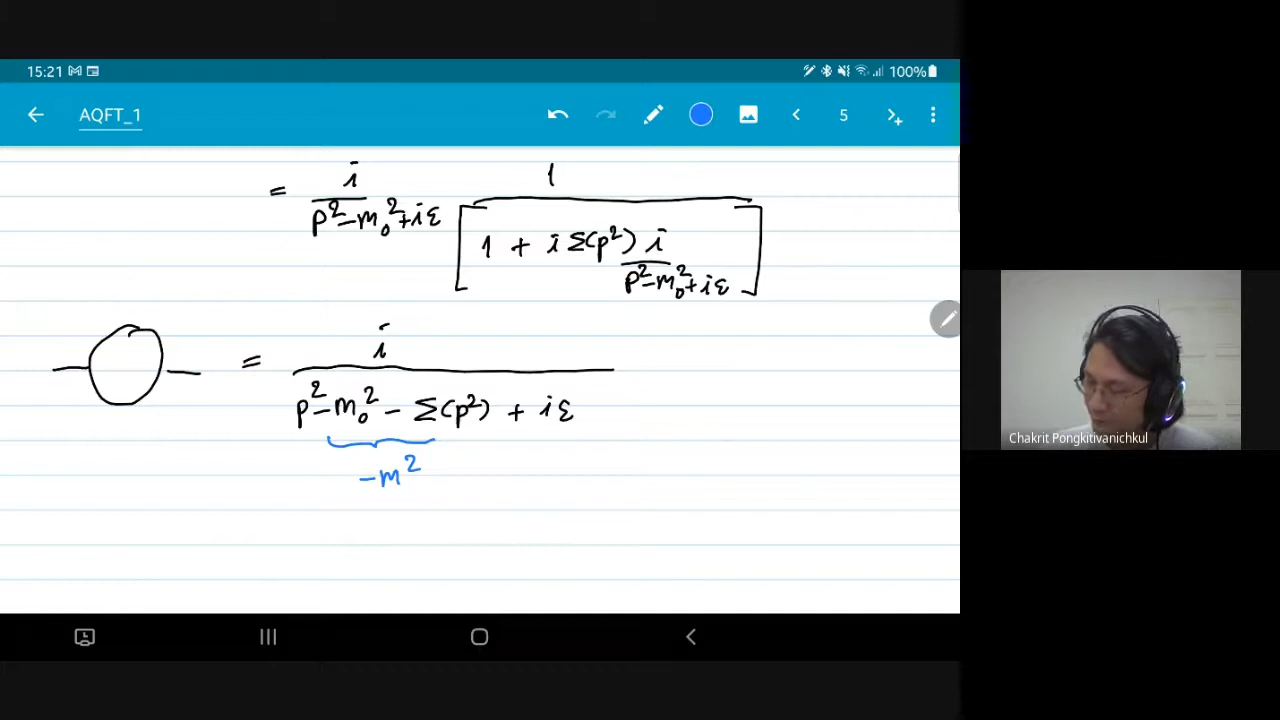 15:21 100%
AQFT_1 5
= i / (p² - m₀² + iε) 1 / [1 + i Σ(p²) i / (p² - m₀² + iε)]
= i / (p² - m₀² - Σ(p²) + iε)
-m²
Chakrit Pongkitivanichkul